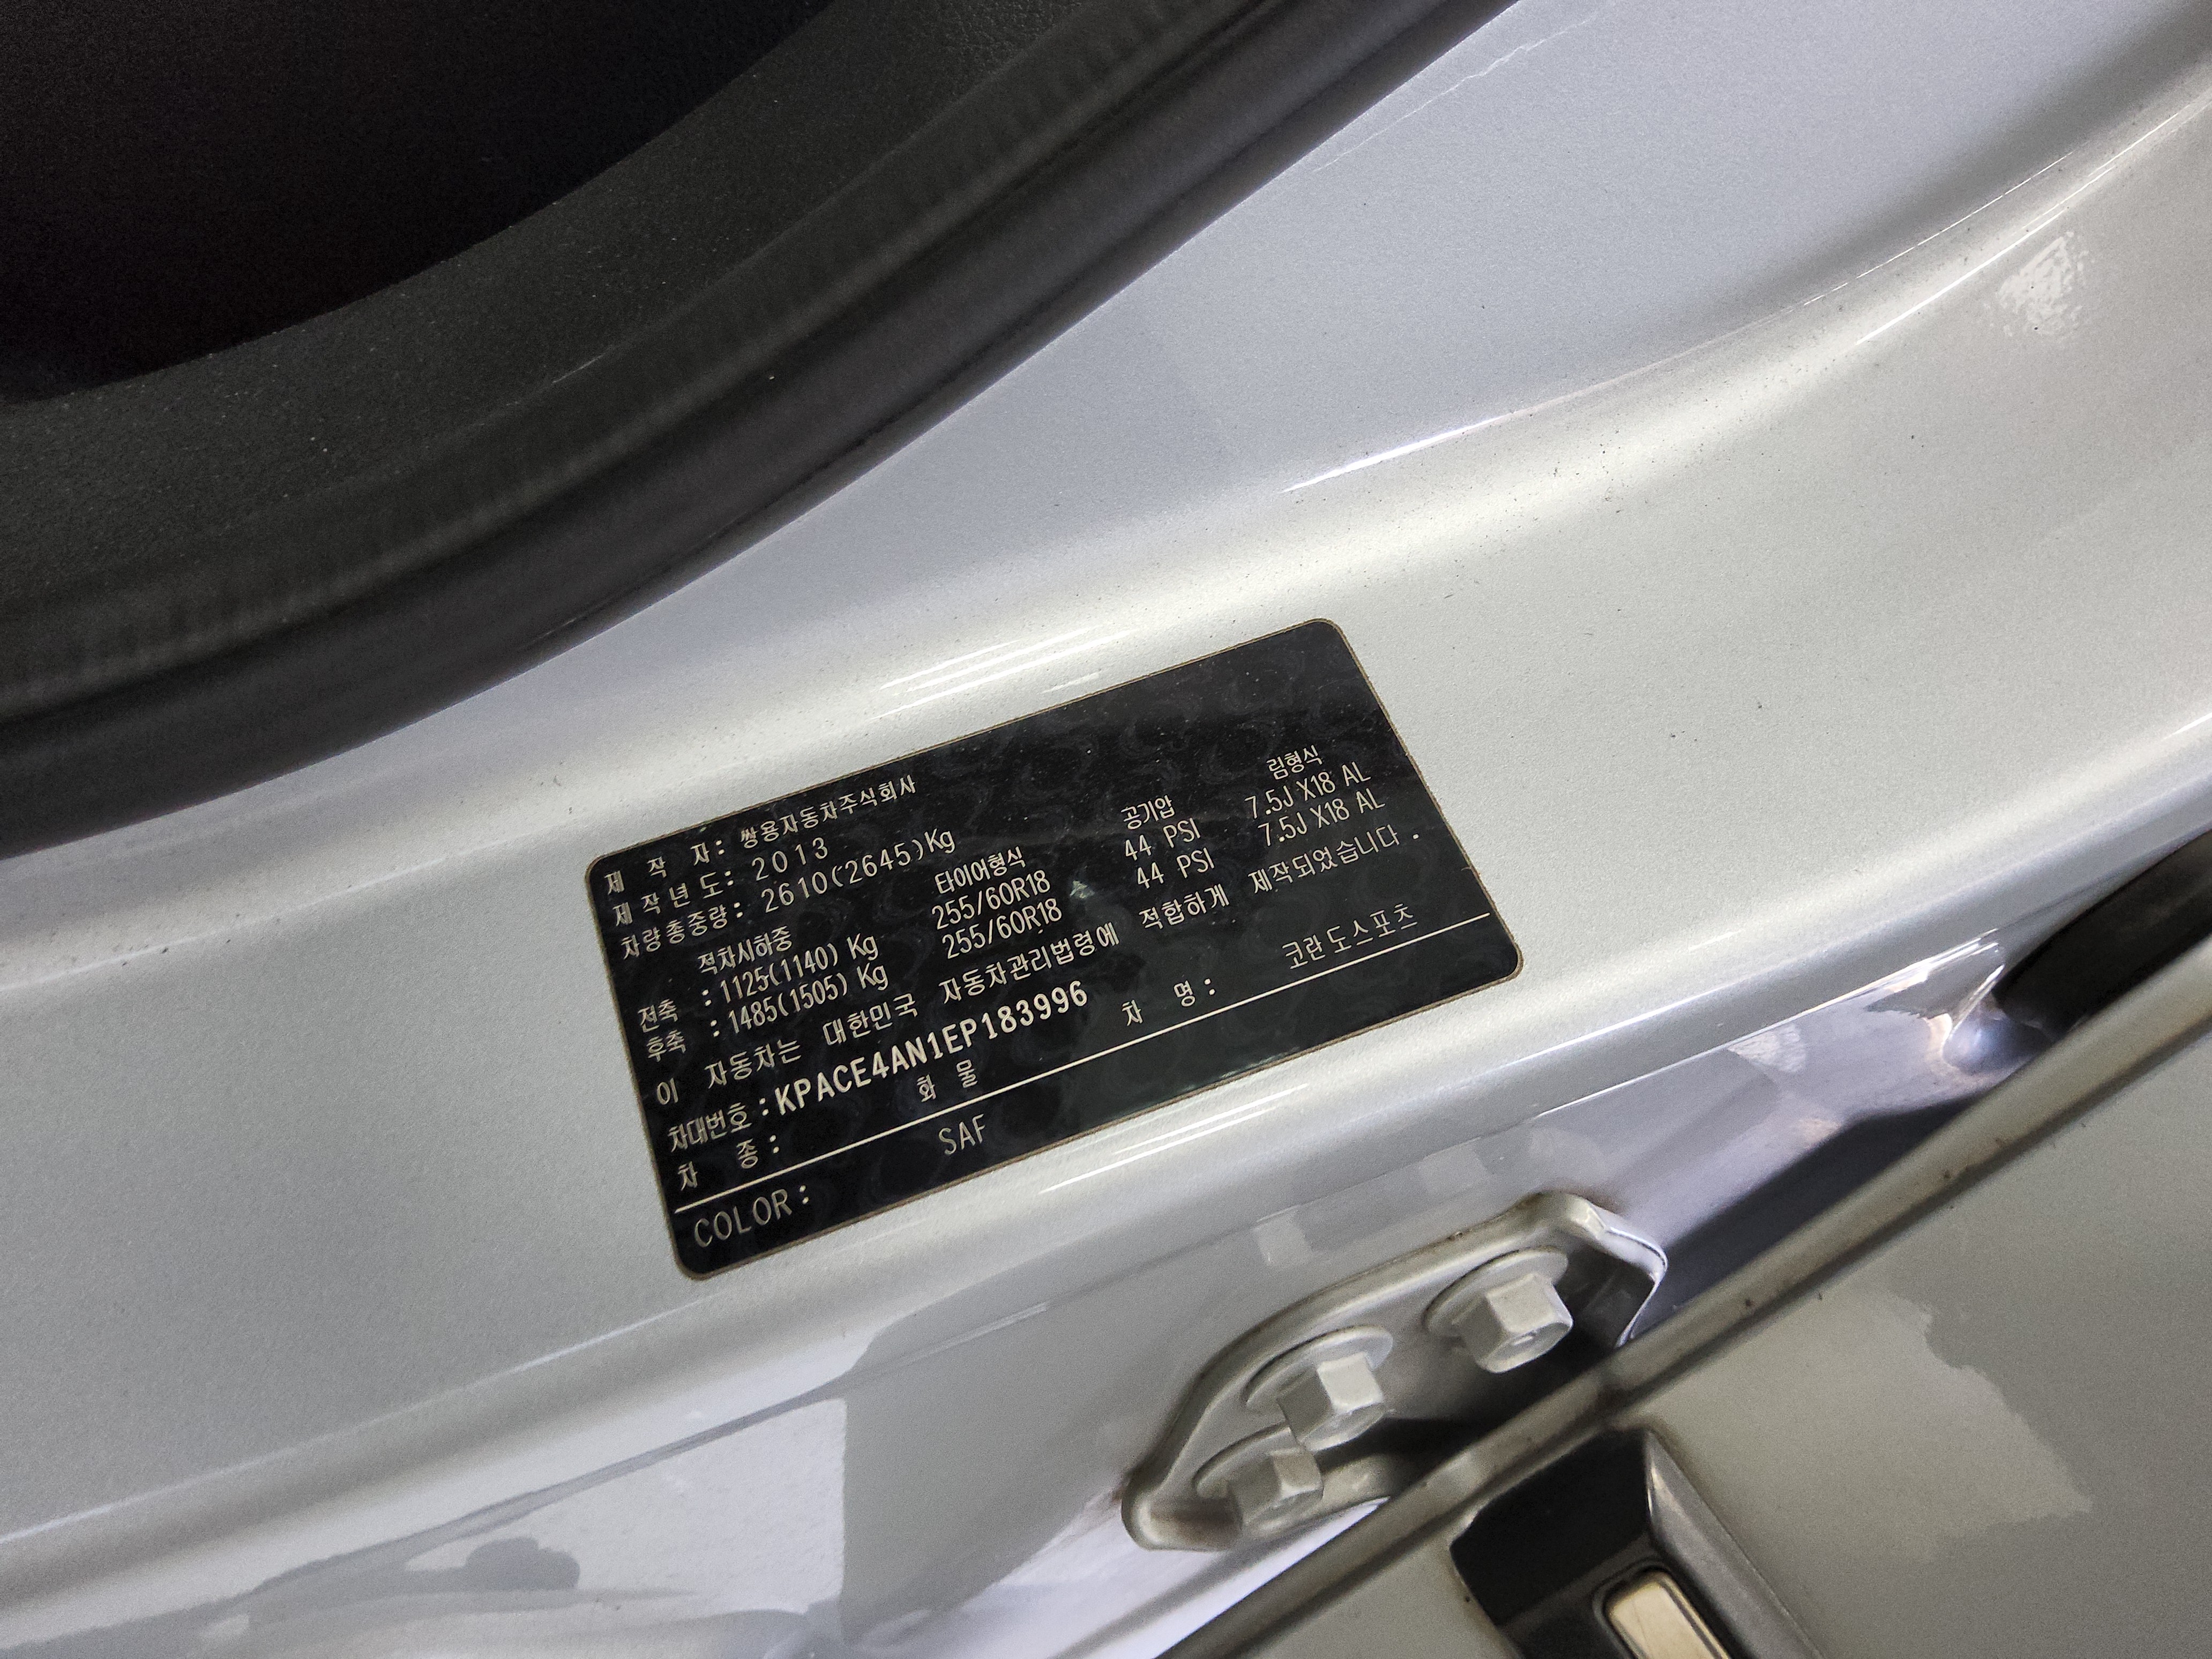 제 작 자: 쌍용자동차주식회사
제작년도: 2013
차량총중량: 2610(2645)Kg
적차시하중 타이어형식 공기압 림형식
전축 :1125(1140) Kg 255/60R18 44 PSI 7.5J X18 AL
후축 :1485(1505) Kg 255/60R18 44 PSI 7.5J X18 AL
이 자동차는 대한민국 자동차관리법령에 적합하게 제작되었습니다.
차대번호:KPACE4AN1EP183996
차 종: 화 물 차 명: 코란도스포츠
COLOR: SAF